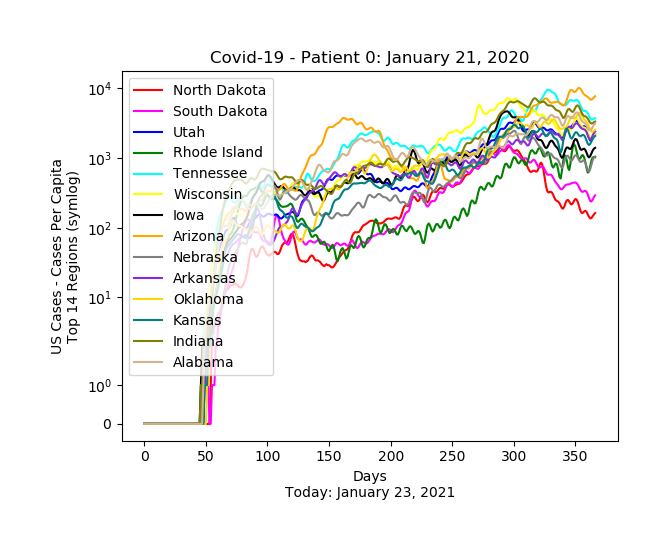 Covid-19 - Patient 0: January 21, 2020
US Cases - Cases Per Capita
Top 14 Regions (symlog)
10^4
10^3
10^2
10^1
10^0
0
North Dakota
South Dakota
Utah
Rhode Island
Tennessee
Wisconsin
Iowa
Arizona
Nebraska
Arkansas
Oklahoma
Kansas
Indiana
Alabama
0 50 100 150 200 250 300 350
Days
Today: January 23, 2021